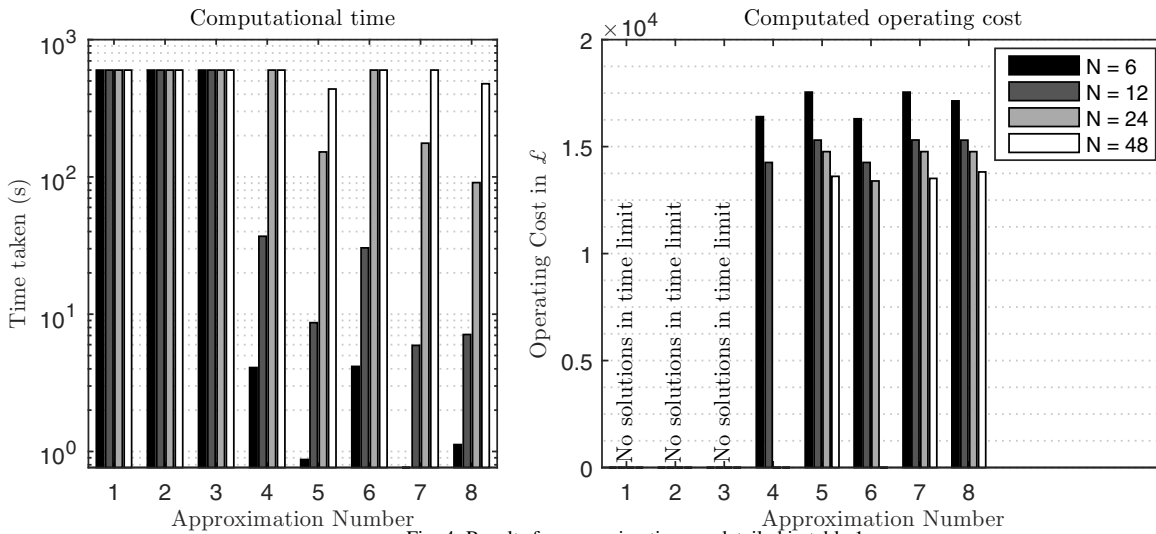 Computational time
10^3
10^2
10^1
10^0
Time taken (s)
1 2 3 4 5 6 7 8
Approximation Number
Computated operating cost
×10^4
2
1.5
1
0.5
0
Operating Cost in £
No solutions in time limit
No solutions in time limit
No solutions in time limit
N = 6
N = 12
N = 24
N = 48
1 2 3 4 5 6 7 8
Approximation Number